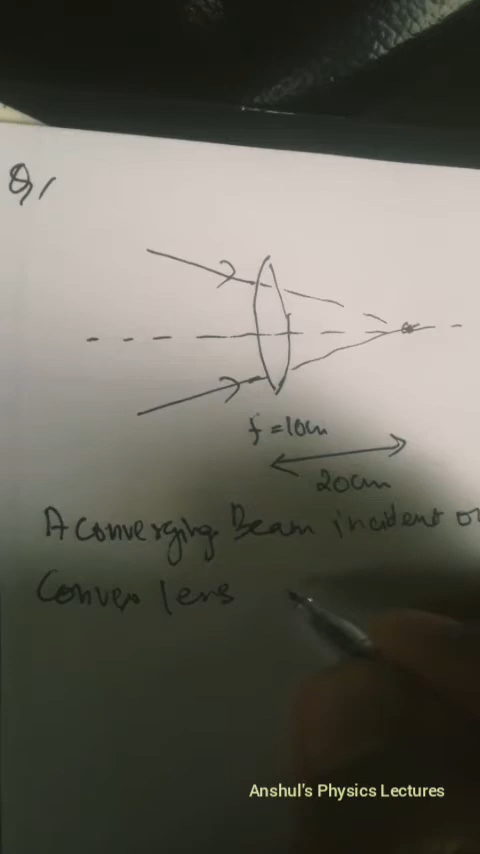 Q1
f = 10cm
20cm
A converging Beam incident on
Convex lens
Anshul's Physics Lectures